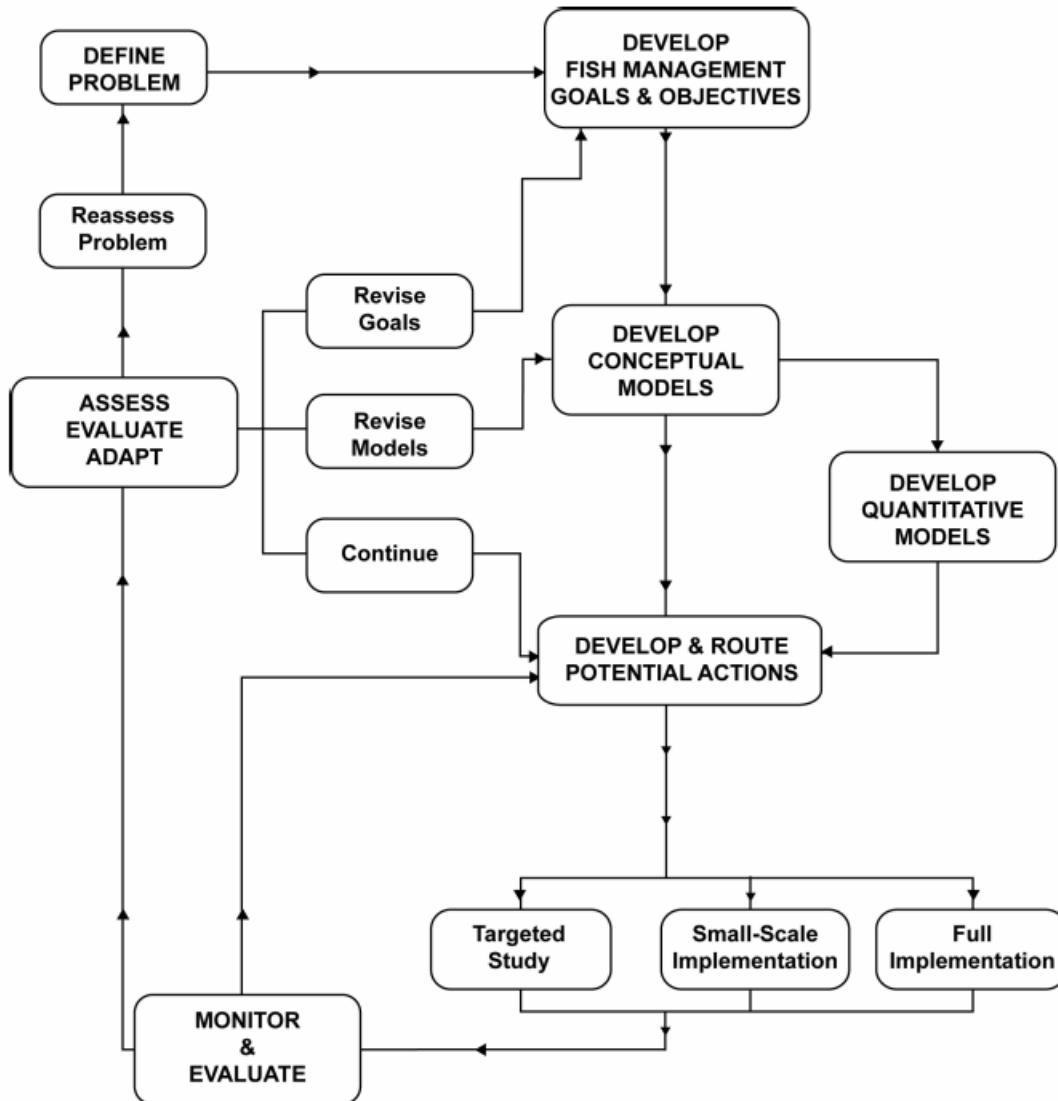 DEFINE
PROBLEM
DEVELOP
FISH MANAGEMENT
GOALS & OBJECTIVES
Reassess
Problem
Revise
Goals
DEVELOP
CONCEPTUAL
MODELS
ASSESS
EVALUATE
ADAPT
Revise
Models
DEVELOP
QUANTITATIVE
MODELS
Continue
DEVELOP & ROUTE
POTENTIAL ACTIONS
Targeted
Study
Small-Scale
Implementation
Full
Implementation
MONITOR
&
EVALUATE